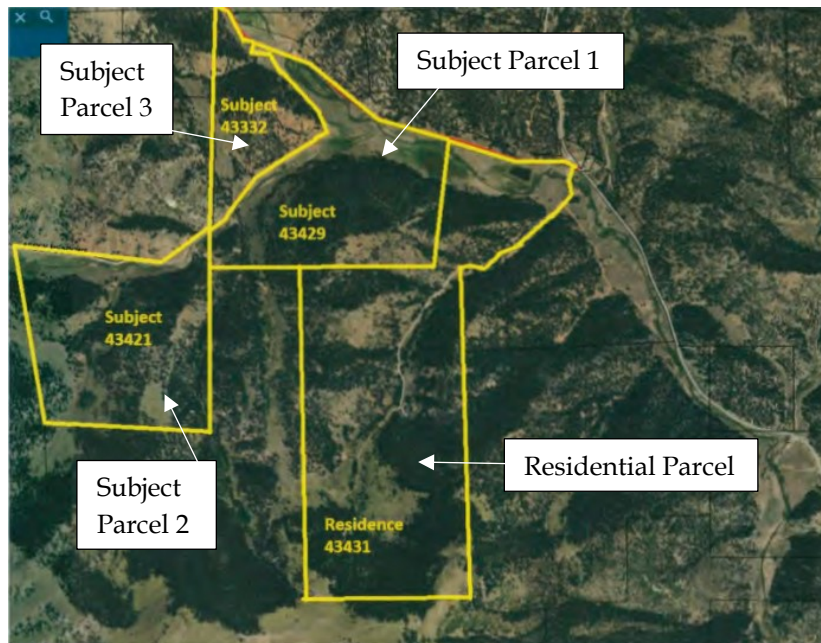 Subject
Parcel 3
Subject Parcel 1
Subject
43332
Subject
43429
Subject
43421
Subject
Parcel 2
Residential Parcel
Residence
43431